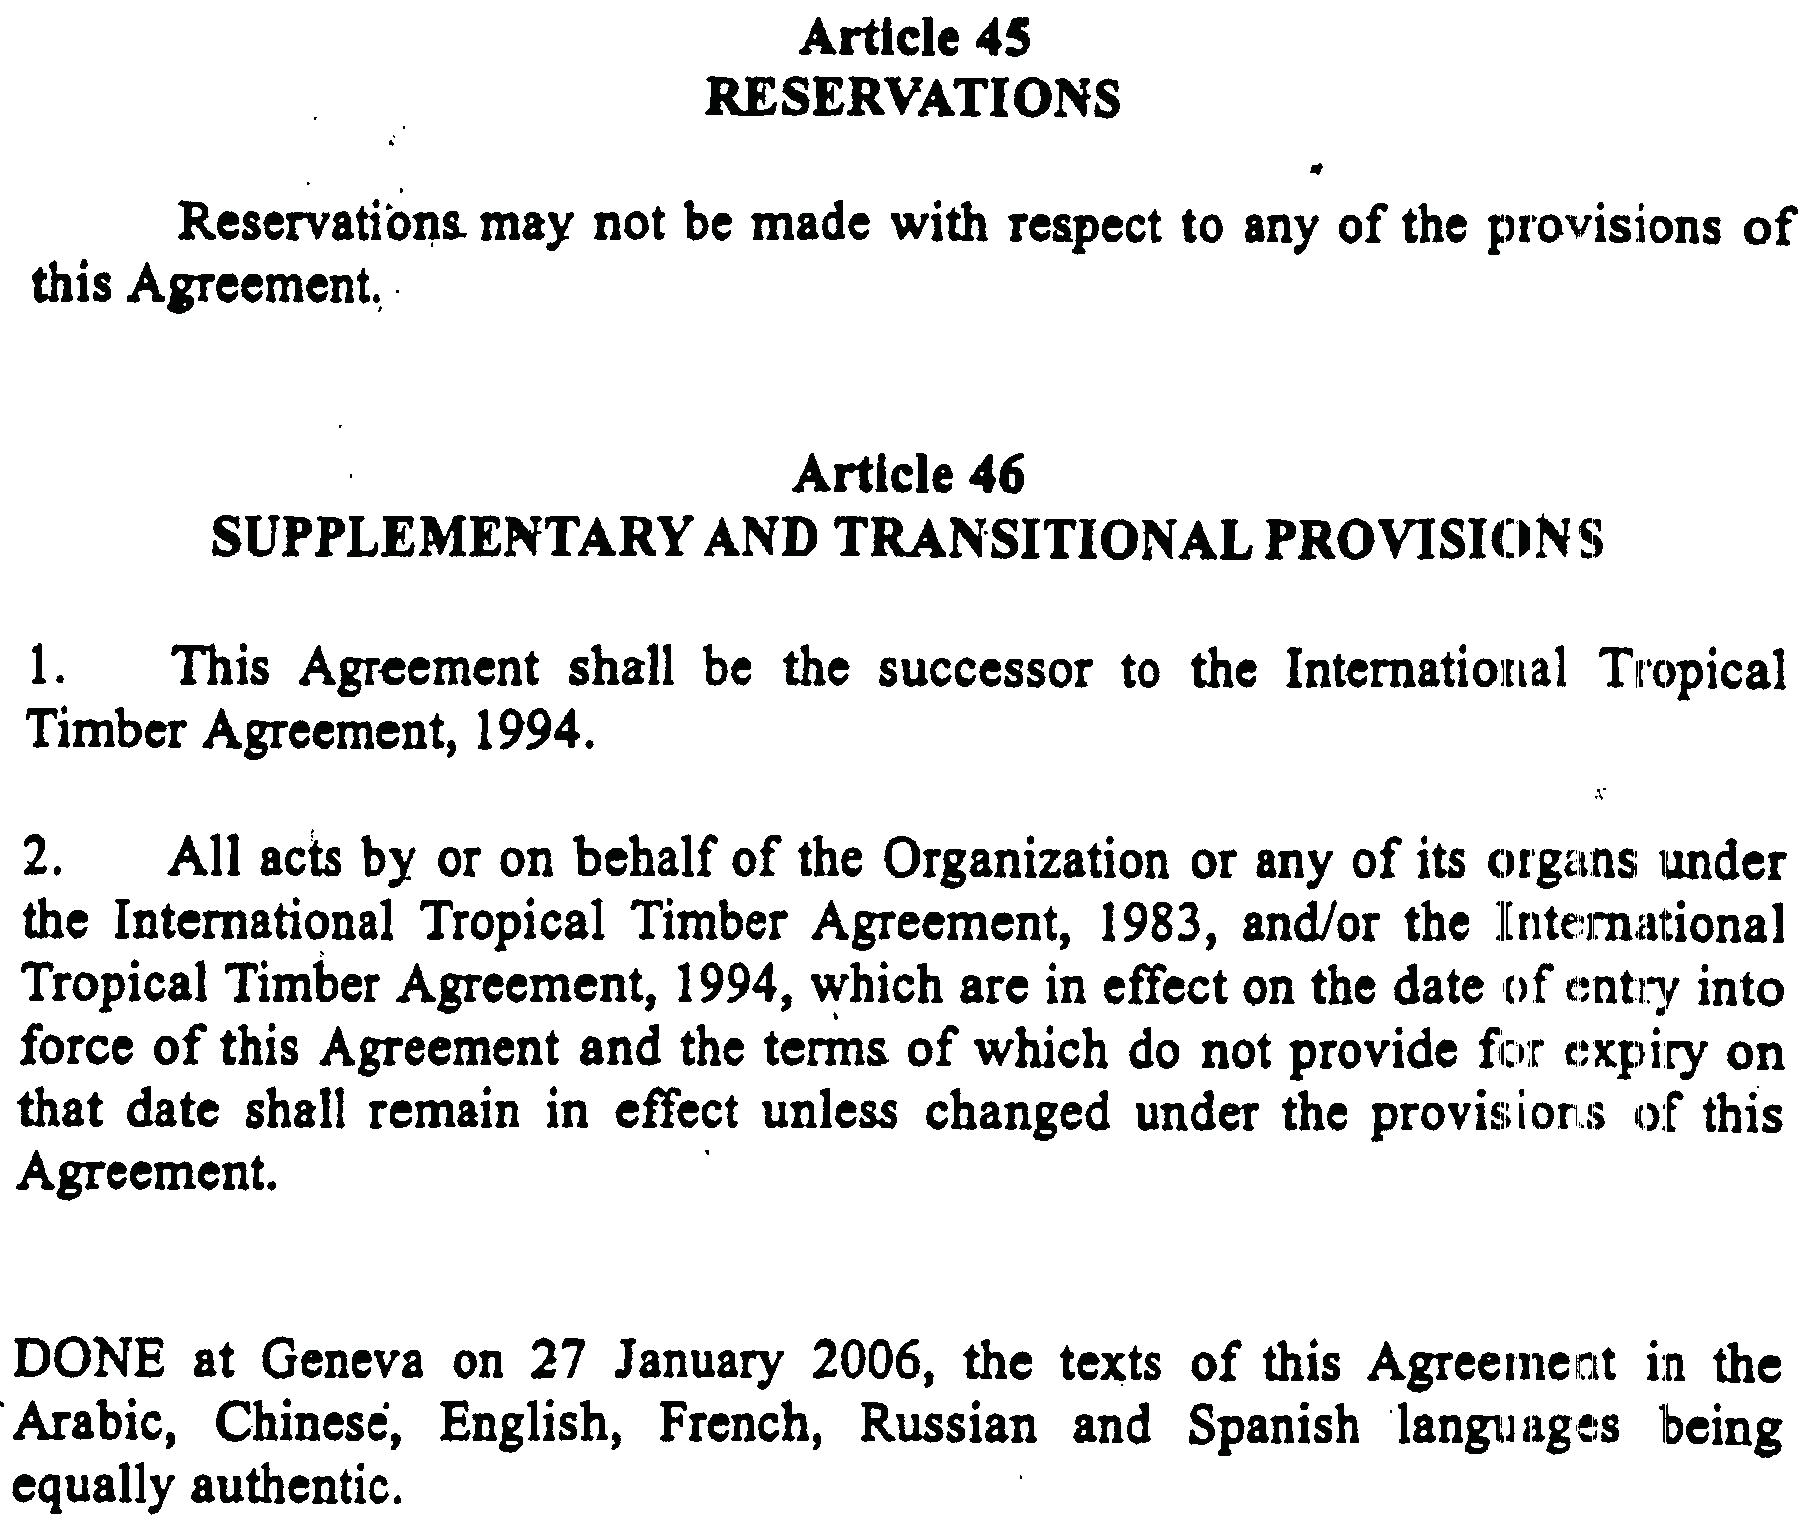 Article 45
RESERVATIONS
Reservations may not be made with respect to any of the provisions of
this Agreement.
Article 46
SUPPLEMENTARY AND TRANSITIONAL PROVISIONS
1. This Agreement shall be the successor to the International Tropical
Timber Agreement, 1994.
2. All acts by or on behalf of the Organization or any of its organs under
the International Tropical Timber Agreement, 1983, and/or the International
Tropical Timber Agreement, 1994, which are in effect on the date of entry into
force of this Agreement and the terms of which do not provide for expiry on
that date shall remain in effect unless changed under the provisions of this
Agreement.
DONE at Geneva on 27 January 2006, the texts of this Agreement in the
Arabic, Chinese, English, French, Russian and Spanish languages being
equally authentic.